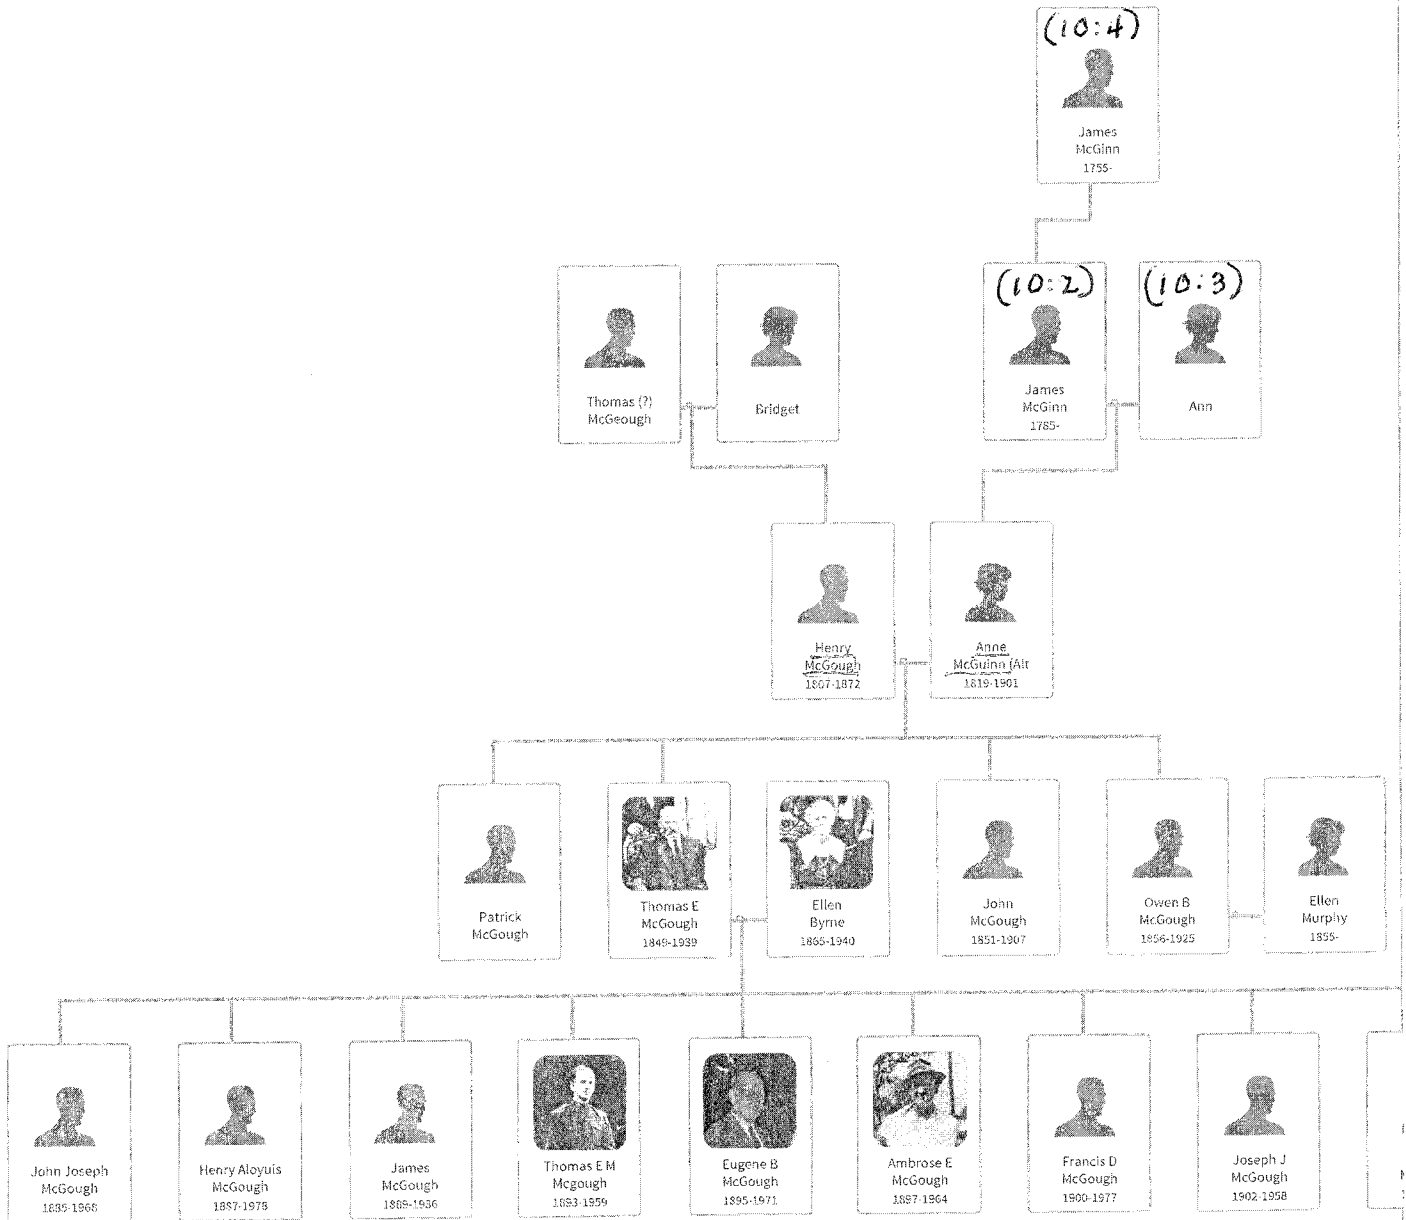 (10:4)
James
McGinn
1755-
(10:2)
(10:3)
Thomas (?)
McGeough
Bridget
James
McGinn
1785-
Ann
Henry
McGough
1807-1872
Anne
McGuinn (Alt
1819-1901
Patrick
McGough
Thomas E
McGough
1849-1939
Ellen
Byrne
1865-1940
John
McGough
1851-1907
Owen B
McGough
1856-1925
Ellen
Murphy
1855-
John Joseph
McGough
1885-1968
Henry Aloyuis
McGough
1887-1978
James
McGough
1889-1936
Thomas E M
Mcgough
1893-1959
Eugene B
McGough
1895-1971
Ambrose E
McGough
1897-1964
Francis D
McGough
1900-1977
Joseph J
McGough
1902-1958